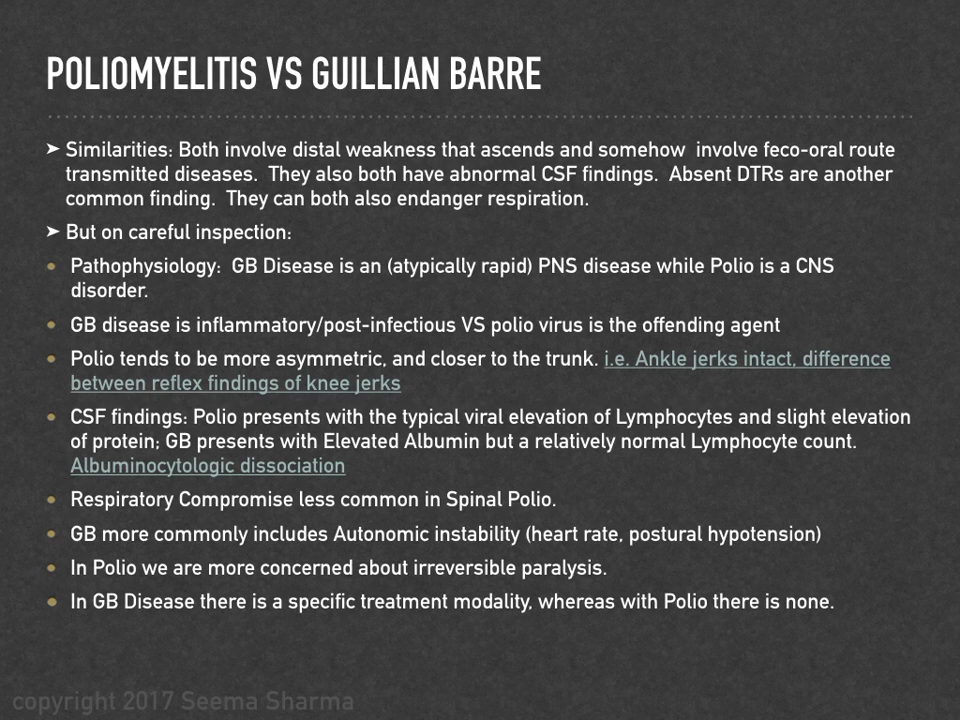 POLIOMYELITIS VS GUILLIAN BARRE
➤ Similarities: Both involve distal weakness that ascends and somehow involve feco-oral route
transmitted diseases. They also both have abnormal CSF findings. Absent DTRs are another
common finding. They can both also endanger respiration.
➤ But on careful inspection:
• Pathophysiology: GB Disease is an (atypically rapid) PNS disease while Polio is a CNS
disorder.
• GB disease is inflammatory/post-infectious VS polio virus is the offending agent
• Polio tends to be more asymmetric, and closer to the trunk. i.e. Ankle jerks intact, difference
between reflex findings of knee jerks
• CSF findings: Polio presents with the typical viral elevation of Lymphocytes and slight elevation
of protein; GB presents with Elevated Albumin but a relatively normal Lymphocyte count.
Albuminocytologic dissociation
• Respiratory Compromise less common in Spinal Polio.
• GB more commonly includes Autonomic instability (heart rate, postural hypotension)
• In Polio we are more concerned about irreversible paralysis.
• In GB Disease there is a specific treatment modality, whereas with Polio there is none.
copyright 2017 Seema Sharma